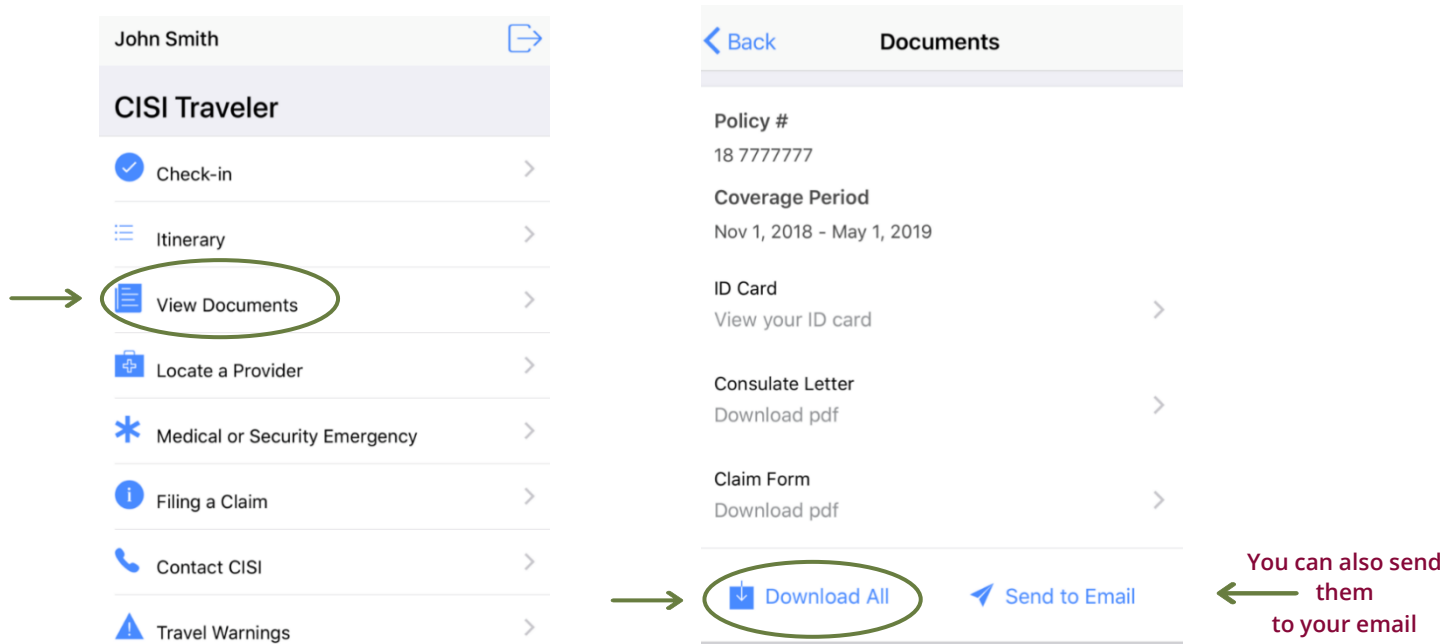 John Smith
CISI Traveler
Check-in
Itinerary
View Documents
Locate a Provider
Medical or Security Emergency
Filing a Claim
Contact CISI
Travel Warnings
Back
Documents
Policy #
18 7777777
Coverage Period
Nov 1, 2018 - May 1, 2019
ID Card
View your ID card
Consulate Letter
Download pdf
Claim Form
Download pdf
Download All
Send to Email
You can also send
them
to your email